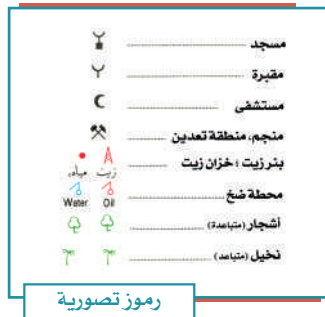 مسجد
مقبرة
مستشفى
منجم، منطقة تعدين
بئر زيت ؛ خزان زيت
زيت مياه
محطة ضخ
Water Oil
أشجار (متباعدة)
نخيل (متباعد)
رموز تصورية